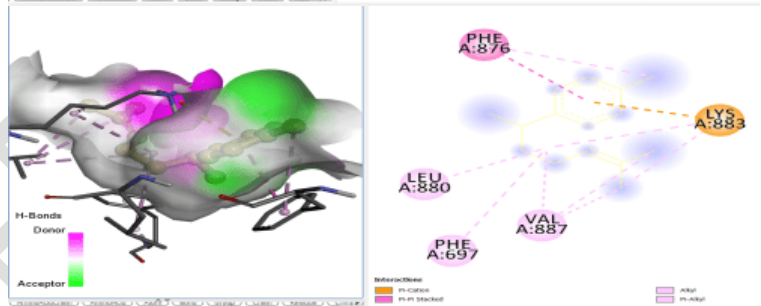 H-Bonds
Donor
Acceptor
PHE
A:876
LYS
A:883
LEU
A:880
VAL
A:887
PHE
A:697
Interactions
Pi-Cation
Pi-Pi Stacked
Alkyl
Pi-Alkyl